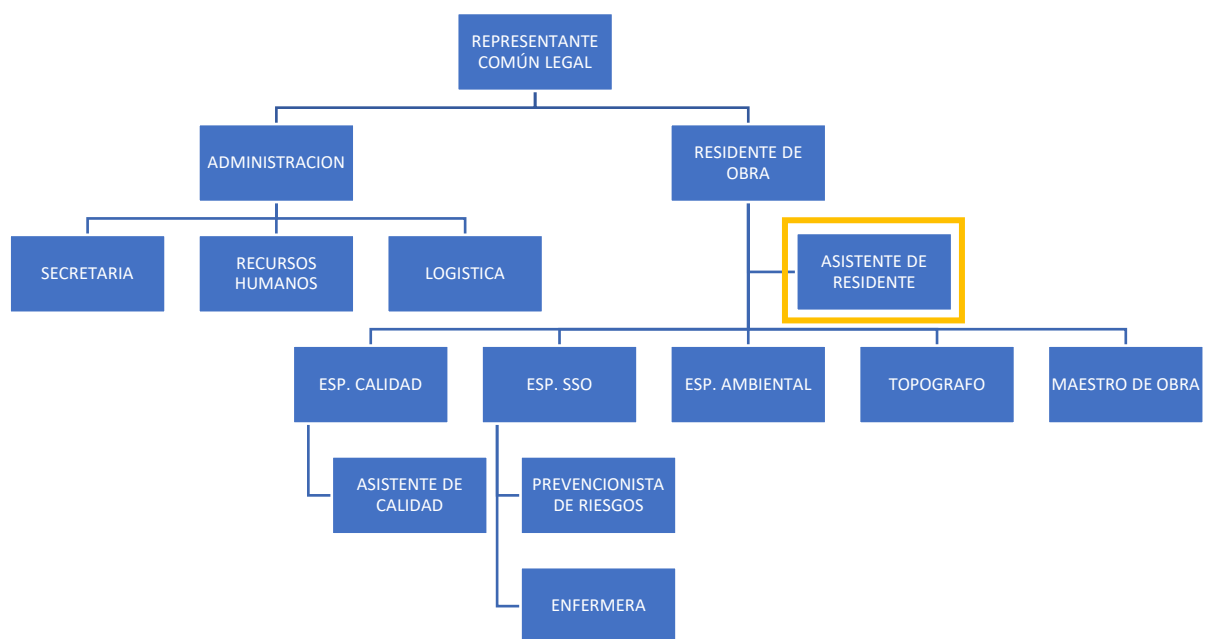 REPRESENTANTE
COMÚN LEGAL
ADMINISTRACION
RESIDENTE DE
OBRA
SECRETARIA
RECURSOS
HUMANOS
LOGISTICA
ASISTENTE DE
RESIDENTE
ESP. CALIDAD
ESP. SSO
ESP. AMBIENTAL
TOPOGRAFO
MAESTRO DE OBRA
ASISTENTE DE
CALIDAD
PREVENCIONISTA
DE RIESGOS
ENFERMERA